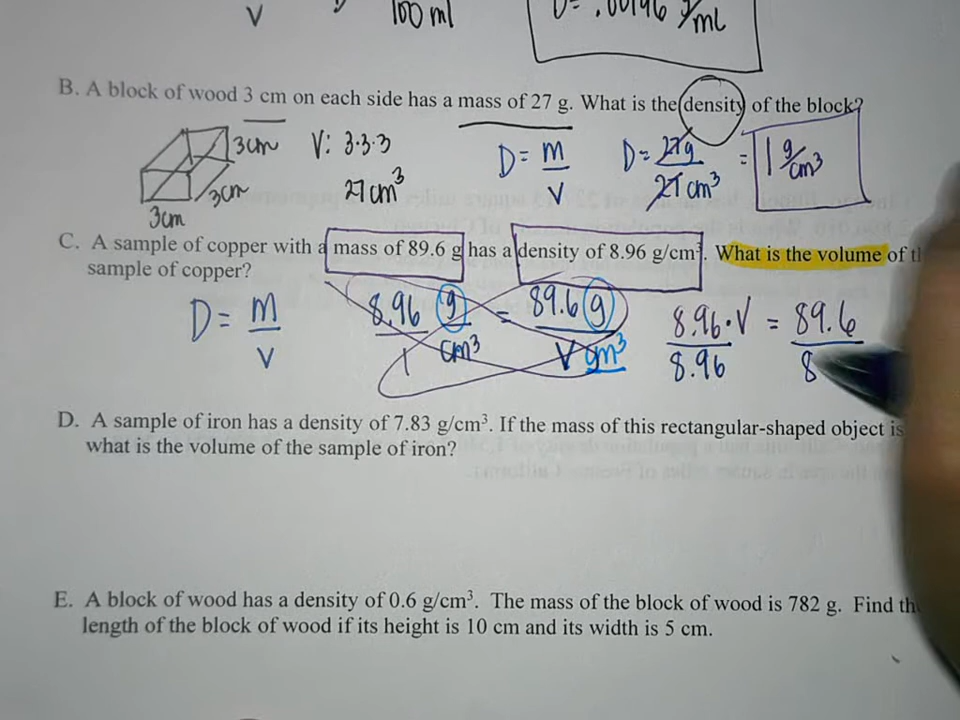 V 100 ml D= .00196 g/ml
B. A block of wood 3 cm on each side has a mass of 27 g. What is the density of the block?
3cm V: 3·3·3 D= m/V D= 27g/27cm³ = 1 g/cm³
3cm 27cm³
3cm
C. A sample of copper with a mass of 89.6 g has a density of 8.96 g/cm³. What is the volume of
sample of copper?
D= m/V 8.96 g/1 cm³ = 89.6 g/V cm³ 8.96·V/8.96 = 89.6/8
D. A sample of iron has a density of 7.83 g/cm³. If the mass of this rectangular-shaped object is
what is the volume of the sample of iron?
E. A block of wood has a density of 0.6 g/cm³. The mass of the block of wood is 782 g. Find
length of the block of wood if its height is 10 cm and its width is 5 cm.